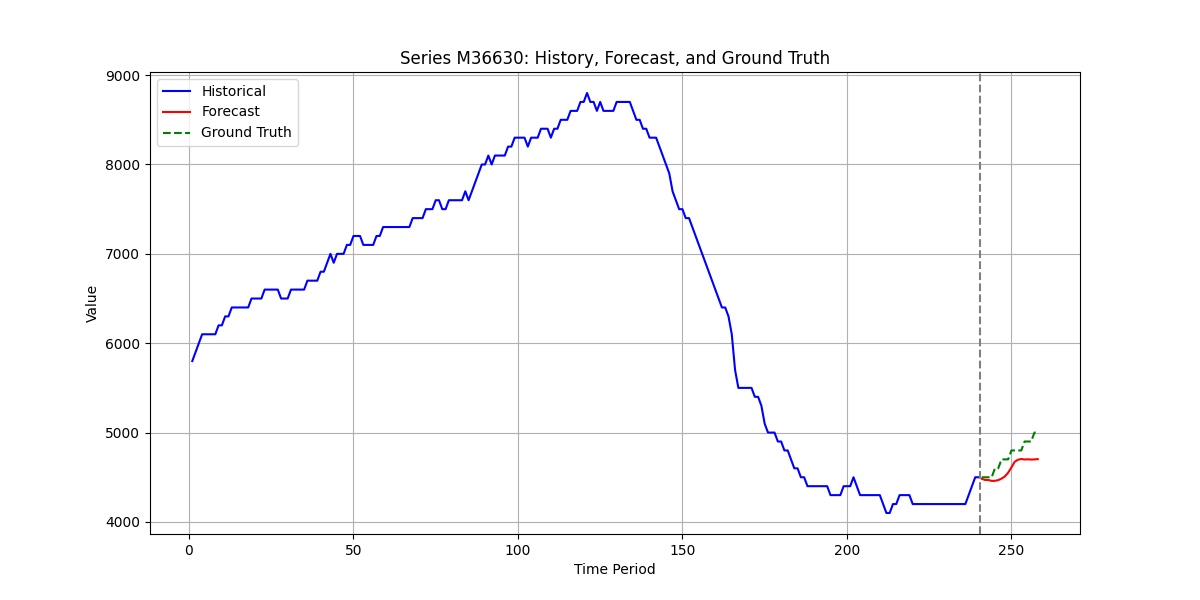 Series M36630: History, Forecast, and Ground Truth
Historical
Forecast
Ground Truth
9000
8000
7000
6000
5000
4000
Value
0 50 100 150 200 250
Time Period